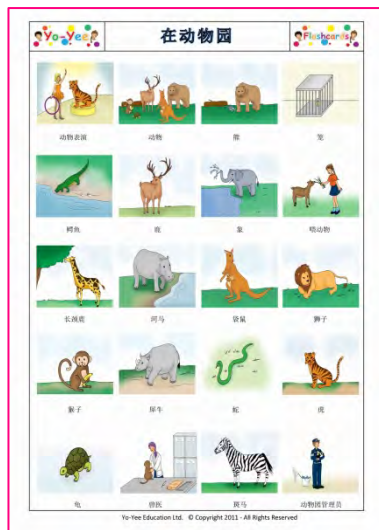 Yo-Yee
在动物园
Flashcards
动物表演
动物
熊
笼
鳄鱼
鹿
象
喂动物
长颈鹿
河马
袋鼠
狮子
猴子
犀牛
蛇
虎
龟
兽医
斑马
动物园管理员
Yo-Yee Education Ltd. © Copyright 2011 - All Rights Reserved